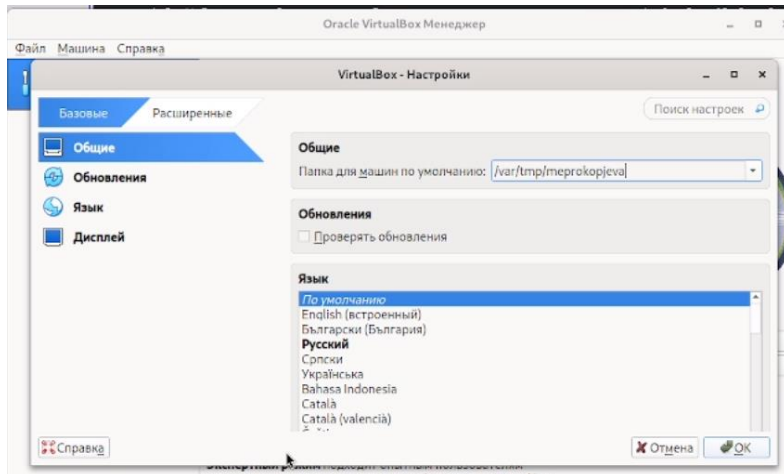 Oracle VirtualBox Менеджер
Файл Машина Справка
VirtualBox - Настройки
Базовые Расширенные Поиск настроек
Общие
Обновления
Язык
Дисплей
Общие
Папка для машин по умолчанию: /var/tmp/meprokopjeva
Обновления
Проверять обновления
Язык
По умолчанию
English (встроенный)
Български (България)
Русский
Српски
Українська
Bahasa Indonesia
Català
Català (valencià)
Справка Отмена OK